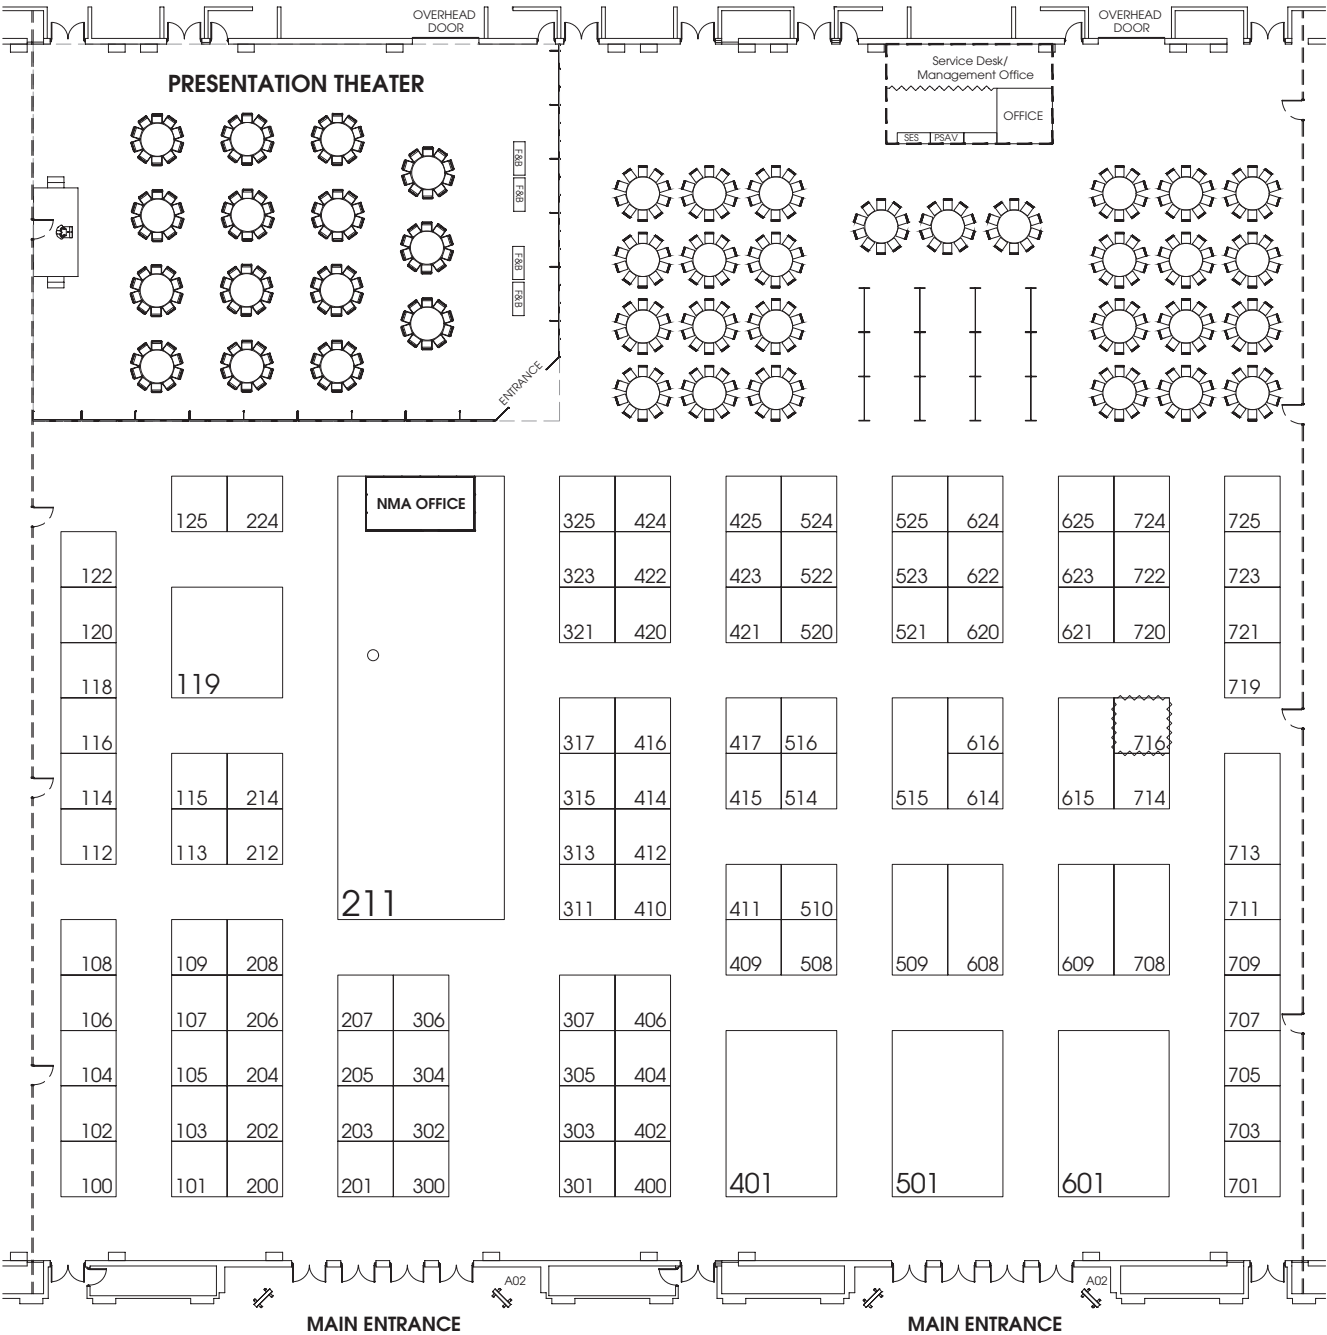 OVERHEAD
DOOR
OVERHEAD
DOOR
PRESENTATION THEATER
Service Desk/
Management Office
OFFICE
SES PSAV
F&B
F&B
F&B
F&B
ENTRANCE
NMA OFFICE
125 224 325 424 425 524 525 624 625 724 725
122 323 422 423 522 523 622 623 722 723
120 321 420 421 520 521 620 621 720 721
118 119 719
116 317 416 417 516 616 716
114 115 214 315 414 415 514 515 614 615 714
112 113 212 313 412 713
211 311 410 411 510 711
108 109 208 409 508 509 608 609 708 709
106 107 206 207 306 307 406 707
104 105 204 205 304 305 404 705
102 103 202 203 302 303 402 703
100 101 200 201 300 301 400 401 501 601 701
A02 A02
MAIN ENTRANCE MAIN ENTRANCE